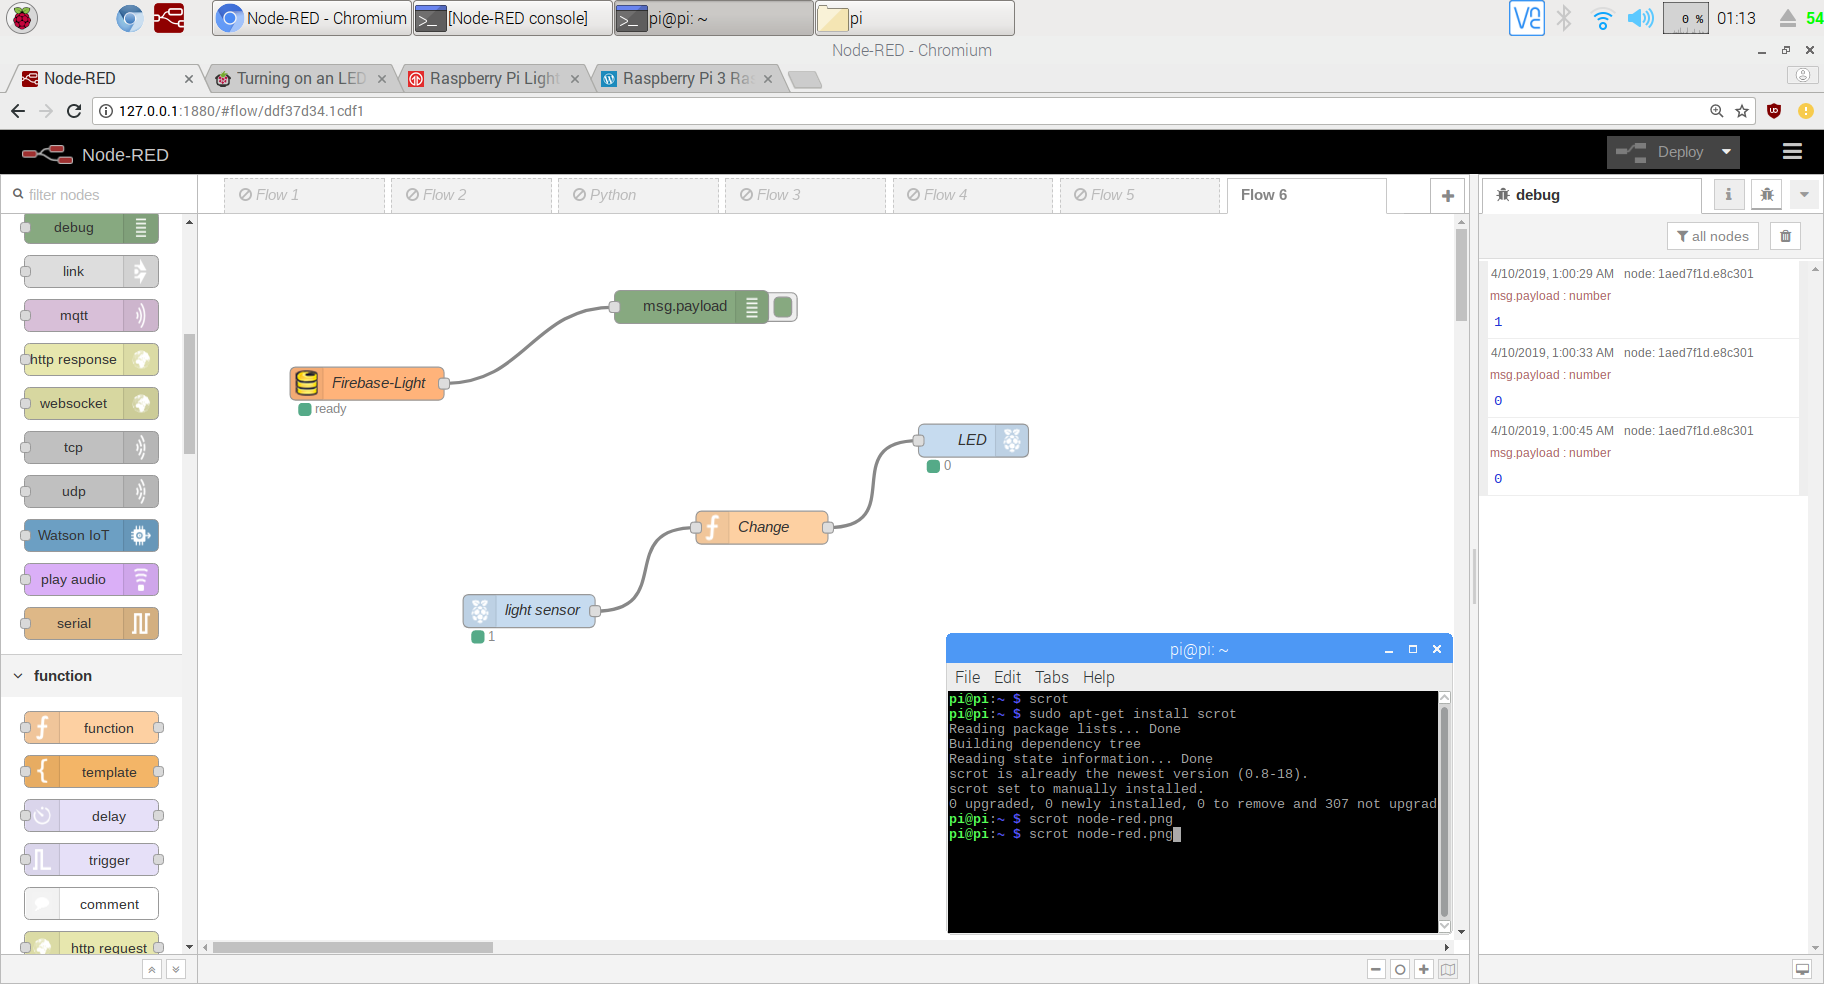 Node-RED - Chromium
[Node-RED console]
pi@pi: ~
pi
VS
0 %
01:13
54
Node-RED - Chromium
Node-RED
Turning on an LED
Raspberry Pi Light
Raspberry Pi 3 Ras
127.0.0.1:1880/#flow/ddf37d34.1cdf1
Node-RED
Deploy
filter nodes
Flow 1
Flow 2
Python
Flow 3
Flow 4
Flow 5
Flow 6
debug
i
all nodes
debug
link
mqtt
http response
websocket
tcp
udp
Watson IoT
play audio
serial
function
function
template
delay
trigger
comment
http request
msg.payload
Firebase-Light
ready
LED
0
Change
light sensor
1
4/10/2019, 1:00:29 AM node: 1aed7f1d.e8c301
msg.payload : number
1
4/10/2019, 1:00:33 AM node: 1aed7f1d.e8c301
msg.payload : number
0
4/10/2019, 1:00:45 AM node: 1aed7f1d.e8c301
msg.payload : number
0
pi@pi: ~
File Edit Tabs Help
pi@pi:~ $ scrot
pi@pi:~ $ sudo apt-get install scrot
Reading package lists... Done
Building dependency tree
Reading state information... Done
scrot is already the newest version (0.8-18).
scrot set to manually installed.
0 upgraded, 0 newly installed, 0 to remove and 307 not upgrad
pi@pi:~ $ scrot node-red.png
pi@pi:~ $ scrot node-red.png